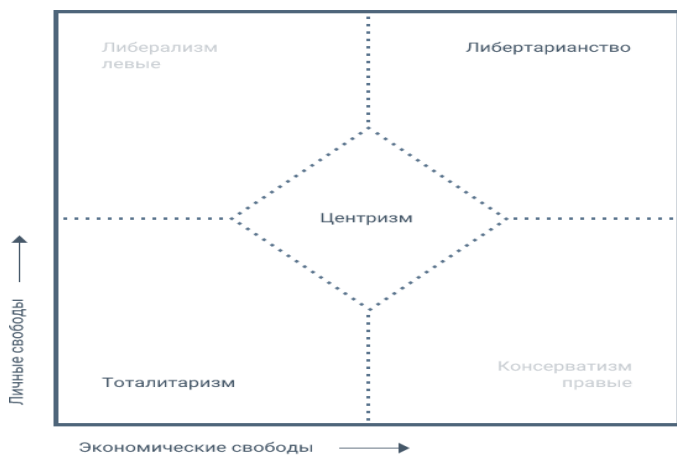 Либерализм
левые
Либертарианство
Центризм
Личные свободы
Консерватизм
правые
Тоталитаризм
Экономические свободы